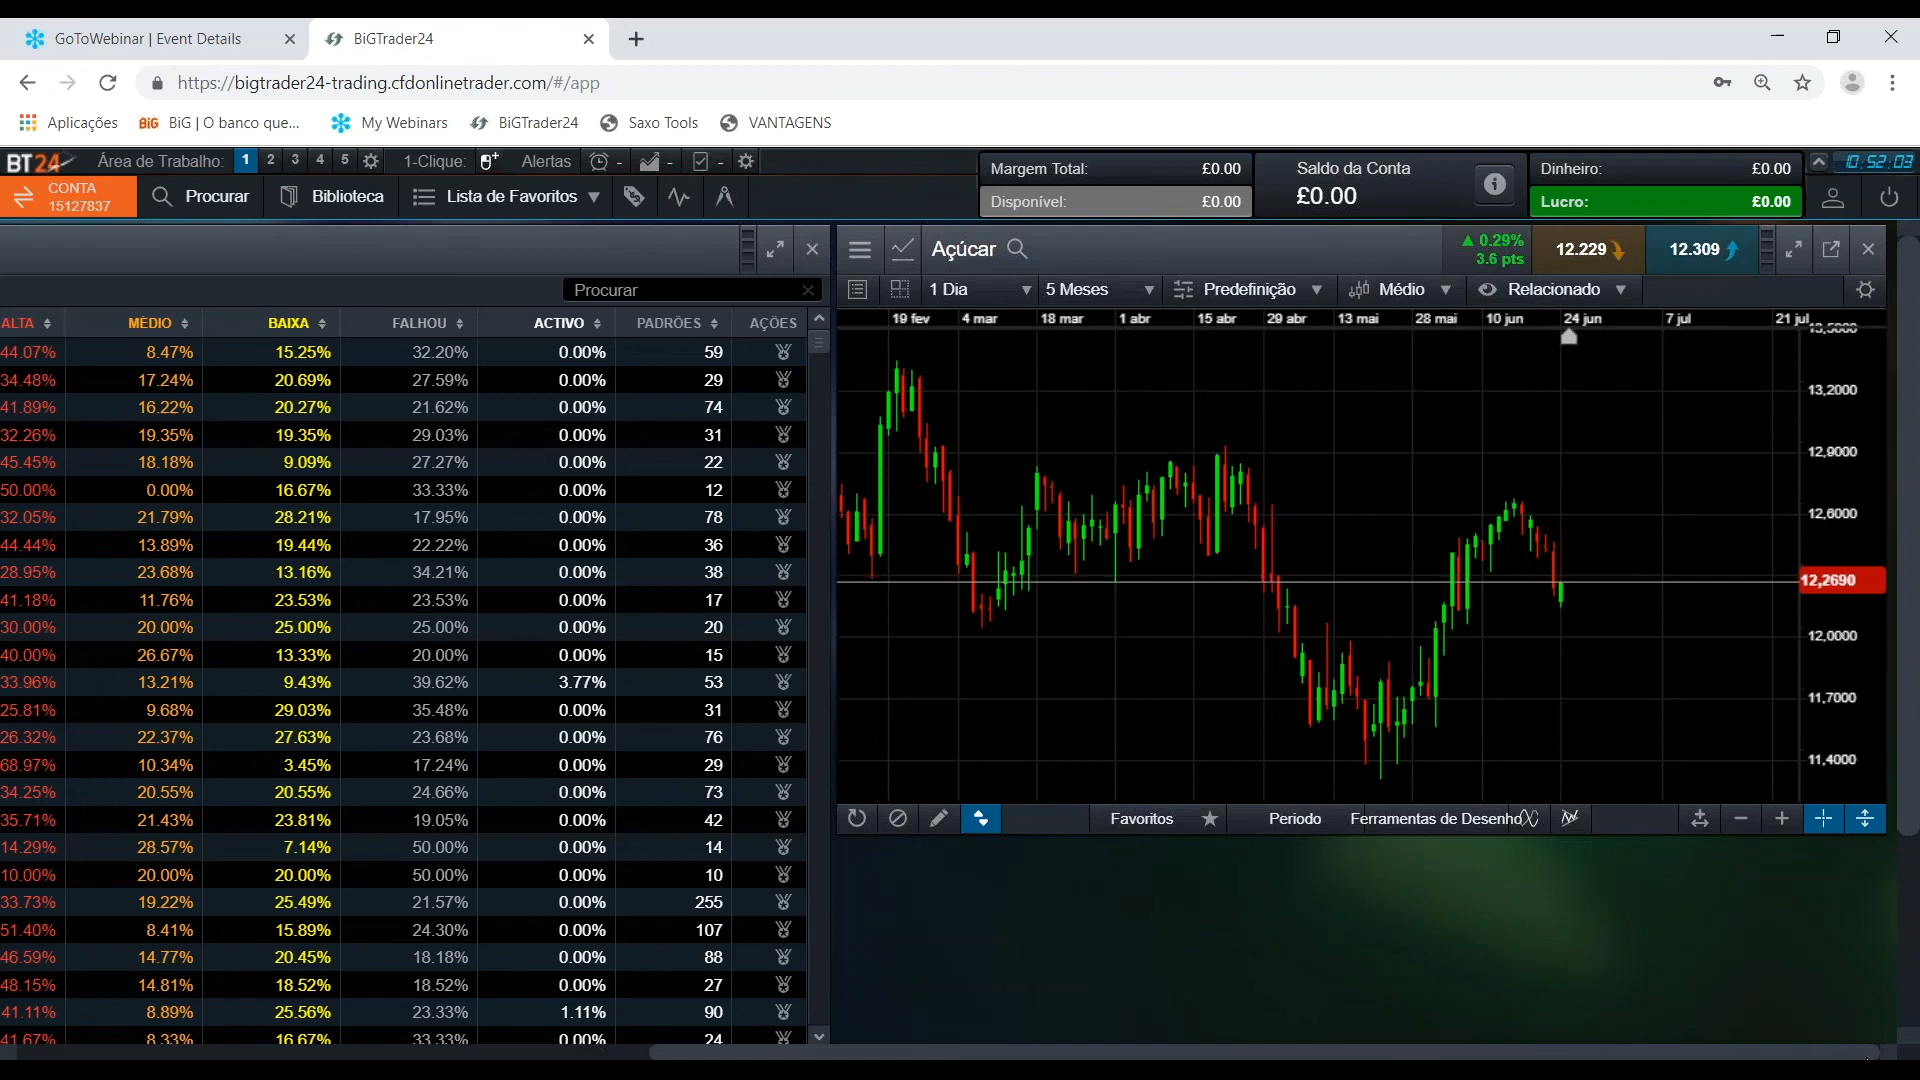 GoToWebinar | Event Details
BiGTrader24
https://bigtrader24-trading.cfdonlinetrader.com/#/app
Aplicações BiG BiG | O banco que... My Webinars BiGTrader24 Saxo Tools VANTAGENS
BT24 Área de Trabalho: 1 2 3 4 5 1-Clique: Alertas - - -
Margem Total: £0.00 Saldo da Conta Dinheiro: £0.00 10:52:03
CONTA
15127837
Procurar Biblioteca Lista de Favoritos
Disponível: £0.00 £0.00 Lucro: £0.00
Açúcar 0.29% 3.6 pts 12.229 12.309
Procurar
1 Dia 5 Meses Predefinição Médio Relacionado
ALTA MÉDIO BAIXA FALHOU ACTIVO PADRÕES AÇÕES
44.07% 8.47% 15.25% 32.20% 0.00% 59
34.48% 17.24% 20.69% 27.59% 0.00% 29
41.89% 16.22% 20.27% 21.62% 0.00% 74
32.26% 19.35% 19.35% 29.03% 0.00% 31
45.45% 18.18% 9.09% 27.27% 0.00% 22
50.00% 0.00% 16.67% 33.33% 0.00% 12
32.05% 21.79% 28.21% 17.95% 0.00% 78
44.44% 13.89% 19.44% 22.22% 0.00% 36
28.95% 23.68% 13.16% 34.21% 0.00% 38
41.18% 11.76% 23.53% 23.53% 0.00% 17
30.00% 20.00% 25.00% 25.00% 0.00% 20
40.00% 26.67% 13.33% 20.00% 0.00% 15
33.96% 13.21% 9.43% 39.62% 3.77% 53
25.81% 9.68% 29.03% 35.48% 0.00% 31
26.32% 22.37% 27.63% 23.68% 0.00% 76
68.97% 10.34% 3.45% 17.24% 0.00% 29
34.25% 20.55% 20.55% 24.66% 0.00% 73
35.71% 21.43% 23.81% 19.05% 0.00% 42
14.29% 28.57% 7.14% 50.00% 0.00% 14
10.00% 20.00% 20.00% 50.00% 0.00% 10
33.73% 19.22% 25.49% 21.57% 0.00% 255
51.40% 8.41% 15.89% 24.30% 0.00% 107
46.59% 14.77% 20.45% 18.18% 0.00% 88
48.15% 14.81% 18.52% 18.52% 0.00% 27
41.11% 8.89% 25.56% 23.33% 1.11% 90
41.67% 8.33% 16.67% 33.33% 0.00% 24
19 fev 4 mar 18 mar 1 abr 15 abr 29 abr 13 mai 28 mai 10 jun 24 jun 7 jul 21 jul
13,5000
13,2000
12,9000
12,6000
12,2690
12,0000
11,7000
11,4000
Favoritos Periodo Ferramentas de Desenho